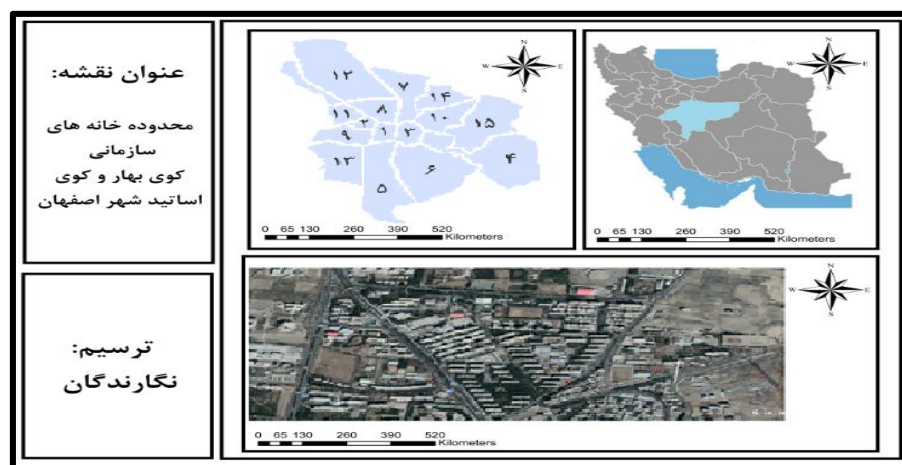 عنوان نقشه:
محدوده خانه های
سازمانی
کوی بهار و کوی
اساتید شهر اصفهان
ترسیم:
نگارندگان
N
W E
S
۱۲
۷
۱۴
۱۱ ۸ ۱۰
۲ ۱۵
۹ ۱ ۳
۱۳ ۴
۵ ۶
0 65 130 260 390 520
Kilometers
N
W E
S
0 65 130 260 390 520
Kilometers
N
W E
S
0 65 130 260 390 520
Kilometers